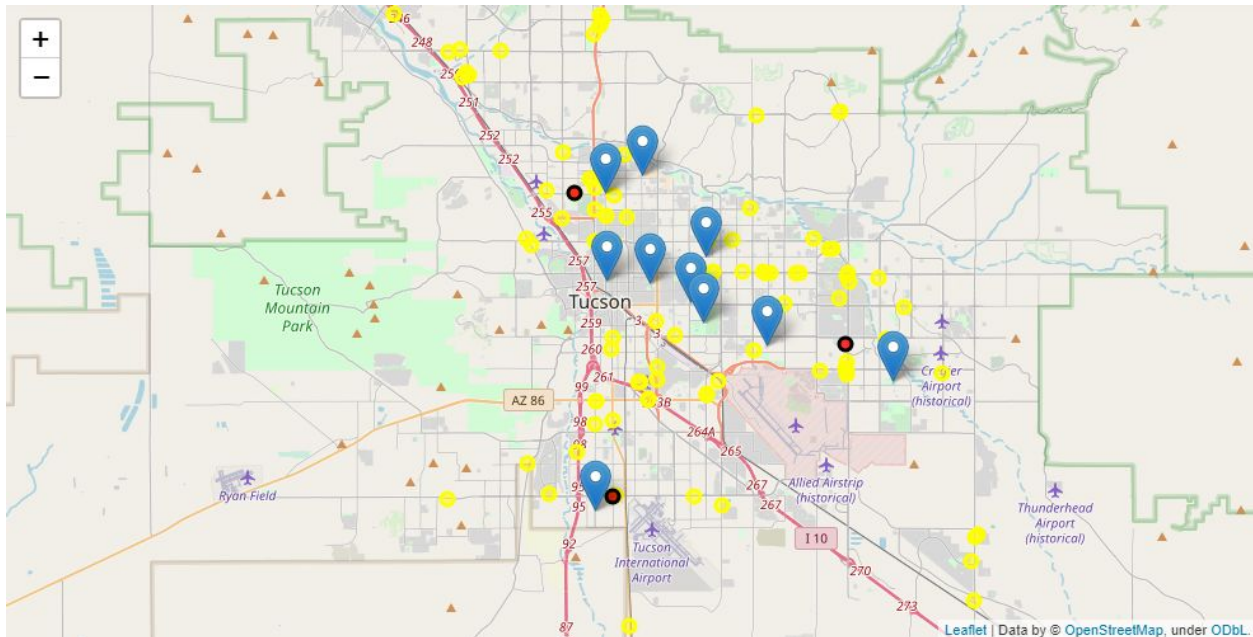 +
−
246
248
250
251
252
252
255
257
257
Tucson
Mountain
Park
Tucson
259
3
3
260
261
99
AZ 86
98
98
264A
265
Craycroft
Airport
(historical)
Ryan Field
95
95
267
267
Allied Airstrip
(historical)
Thunderhead
Airport
(historical)
92
Tucson
International
Airport
I 10
270
273
87
Leaflet | Data by © OpenStreetMap, under ODbL